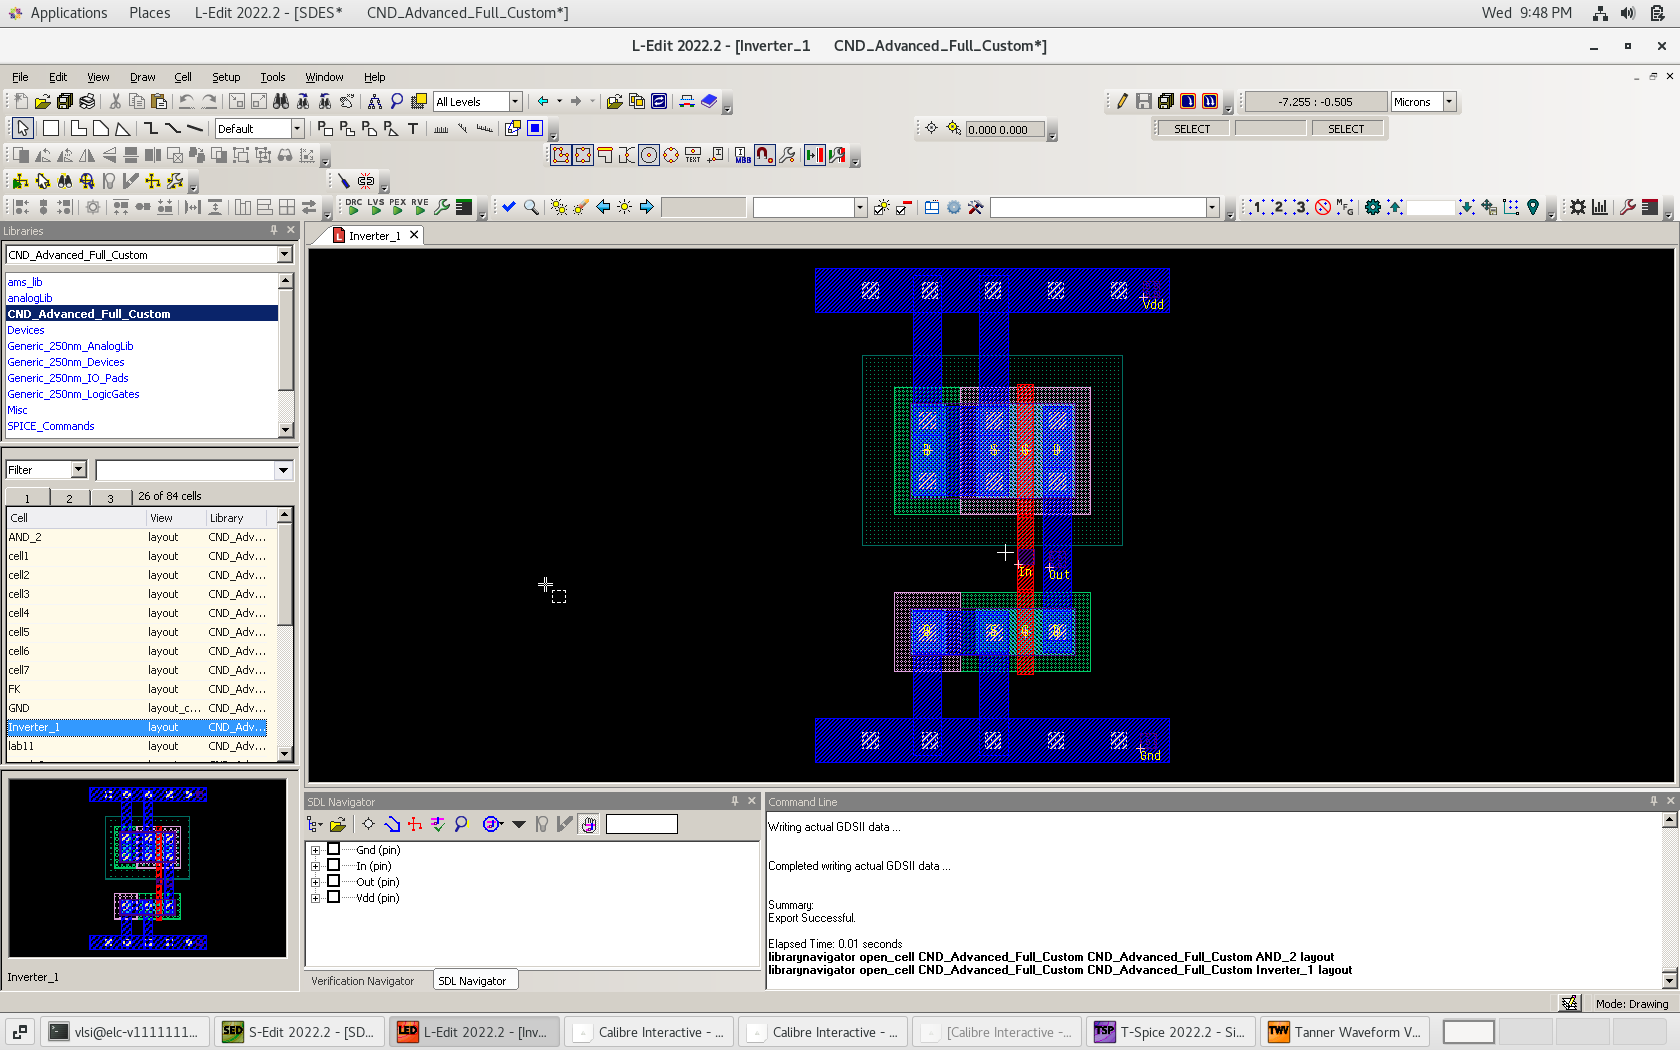 Applications Places L-Edit 2022.2 - [SDES* CND_Advanced_Full_Custom*] Wed 9:48 PM
L-Edit 2022.2 - [Inverter_1 CND_Advanced_Full_Custom*]
File Edit View Draw Cell Setup Tools Window Help
All Levels -7.255 : -0.505 Microns
Default 0.000 0.000 SELECT SELECT
TEXT MBB
DRC LVS PEX RVE
Libraries
Inverter_1
CND_Advanced_Full_Custom
ams_lib
analogLib
CND_Advanced_Full_Custom
Devices
Generic_250nm_AnalogLib
Generic_250nm_Devices
Generic_250nm_IO_Pads
Generic_250nm_LogicGates
Misc
SPICE_Commands
Filter
1 2 3 26 of 84 cells
Cell View Library
AND_2 layout CND_Adv...
cell1 layout CND_Adv...
cell2 layout CND_Adv...
cell3 layout CND_Adv...
cell4 layout CND_Adv...
cell5 layout CND_Adv...
cell6 layout CND_Adv...
cell7 layout CND_Adv...
FK layout CND_Adv...
GND layout_c... CND_Adv...
Inverter_1 layout CND_Adv...
lab11 layout CND_Adv...
Inverter_1
Vdd
In Out
Gnd
SDL Navigator
Gnd (pin)
In (pin)
Out (pin)
Vdd (pin)
Verification Navigator SDL Navigator
Command Line
Writing actual GDSII data ...
Completed writing actual GDSII data ...
Summary:
Export Successful.
Elapsed Time: 0.01 seconds
librarynavigator open_cell CND_Advanced_Full_Custom CND_Advanced_Full_Custom AND_2 layout
librarynavigator open_cell CND_Advanced_Full_Custom CND_Advanced_Full_Custom Inverter_1 layout
Mode: Drawing
vlsi@elc-v1111111... SED S-Edit 2022.2 - [SD... LED L-Edit 2022.2 - [Inv... Calibre Interactive - ... Calibre Interactive - ... [Calibre Interactive - ... TSP T-Spice 2022.2 - Si... TWV Tanner Waveform V...